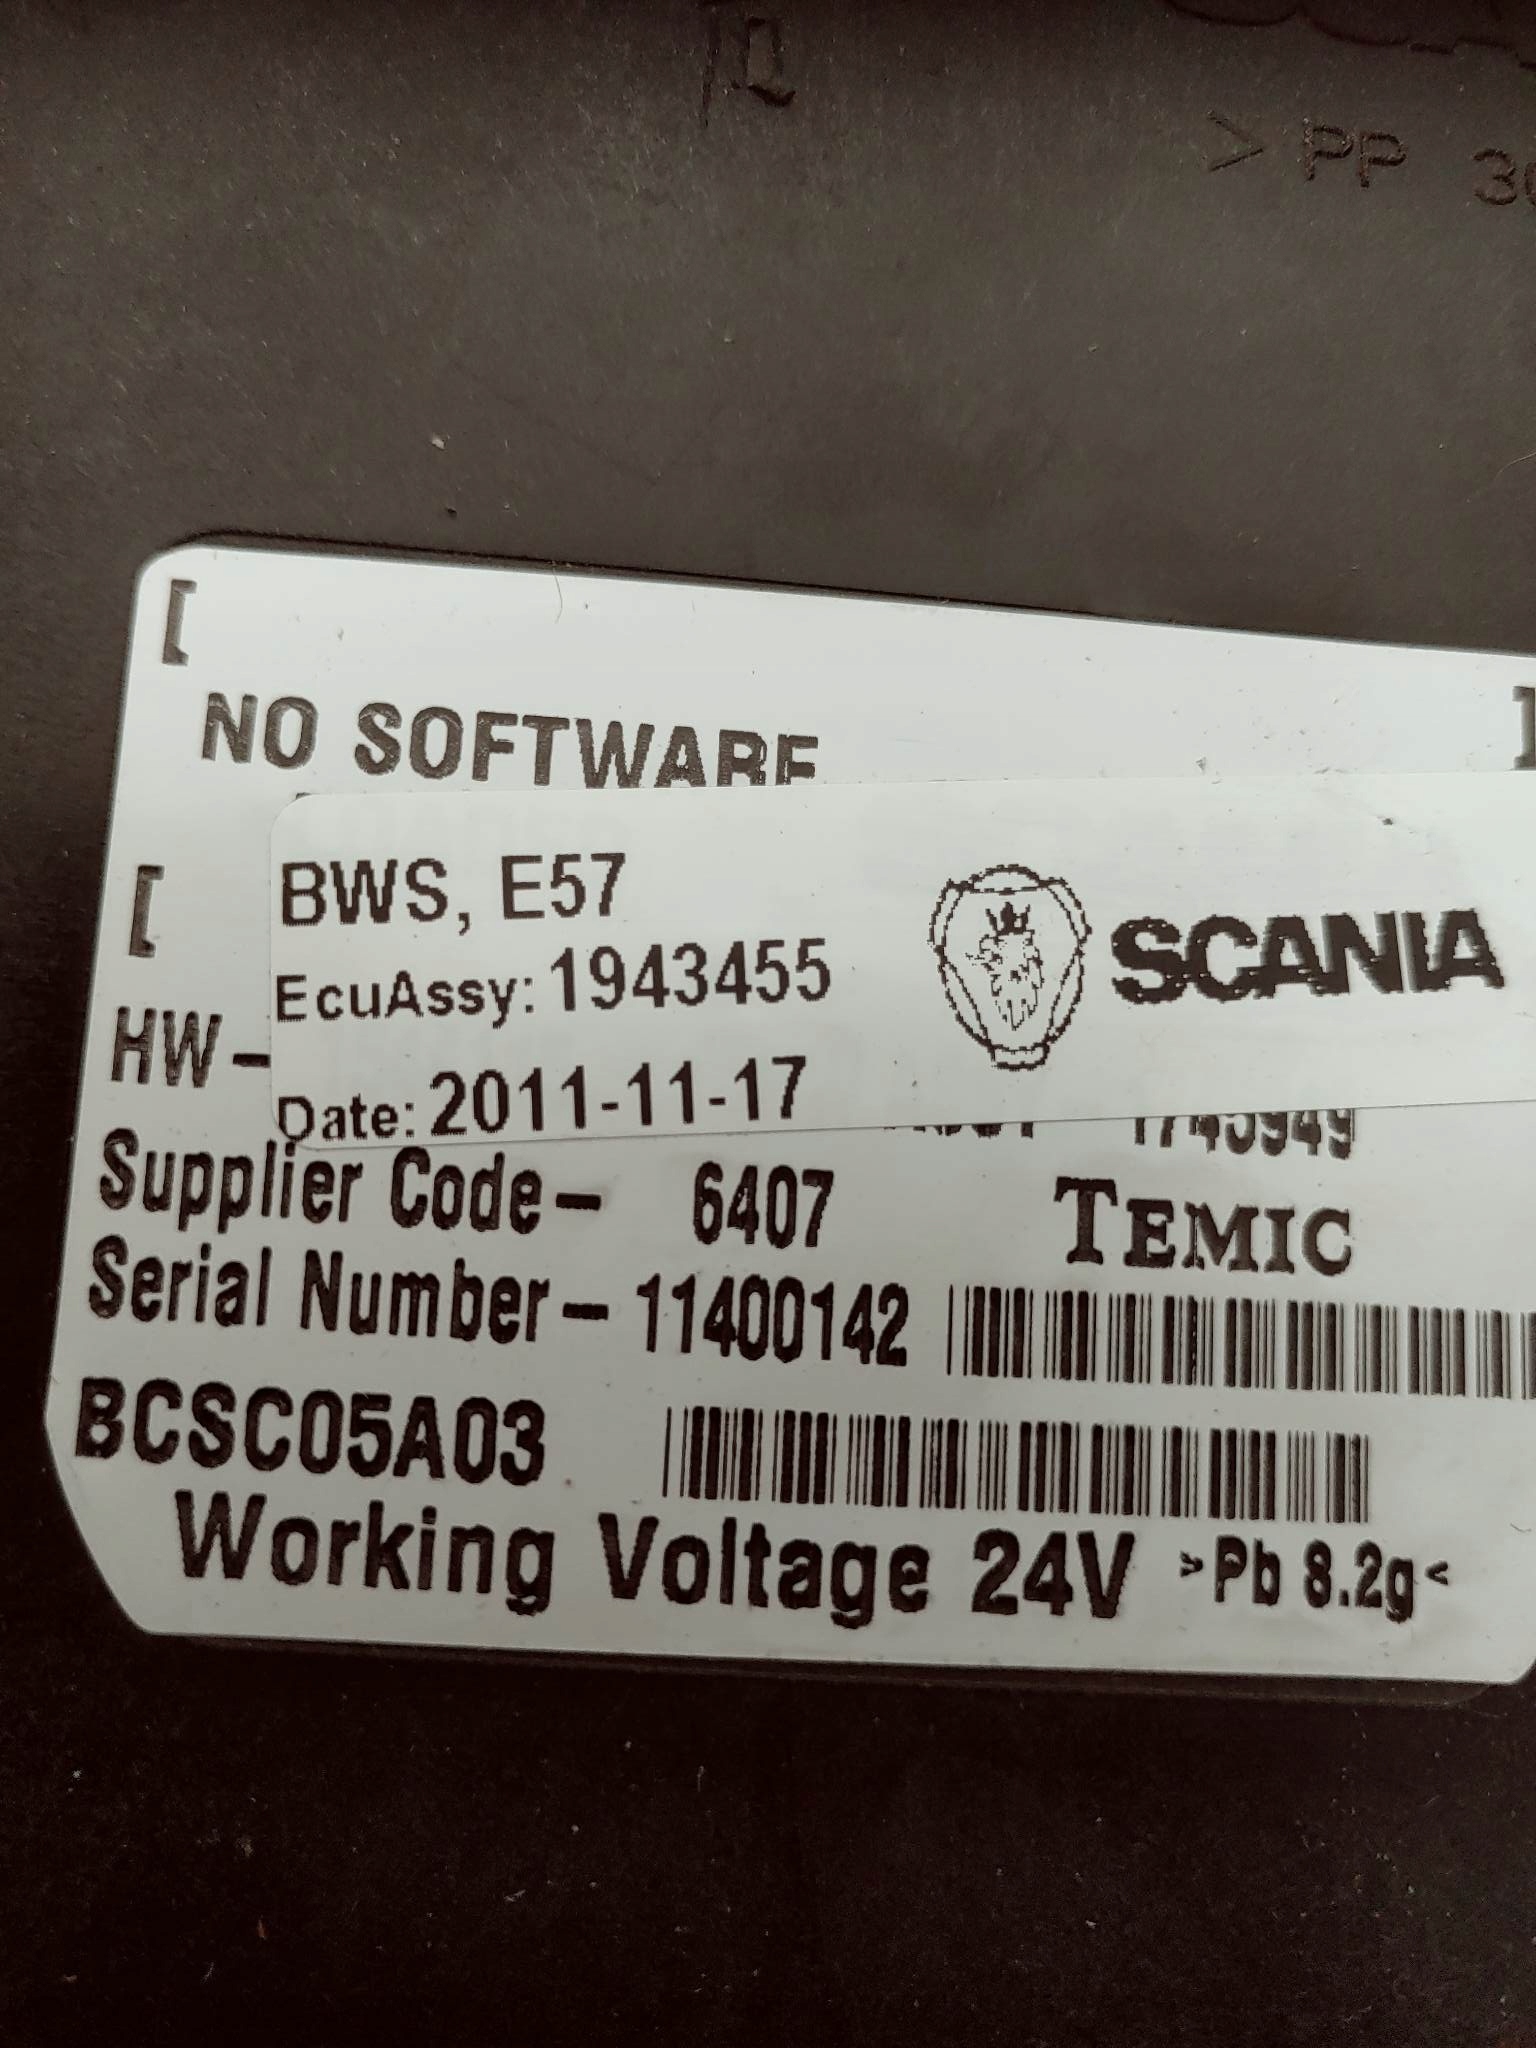 > PP
[
NO SOFTWARE
[
BWS, E57
EcuAssy: 1943455
SCANIA
HW-
Date: 2011-11-17
1745949
Supplier Code- 6407
TEMIC
Serial Number- 11400142
BCSC05A03
Working Voltage 24V >Pb 8.2g<